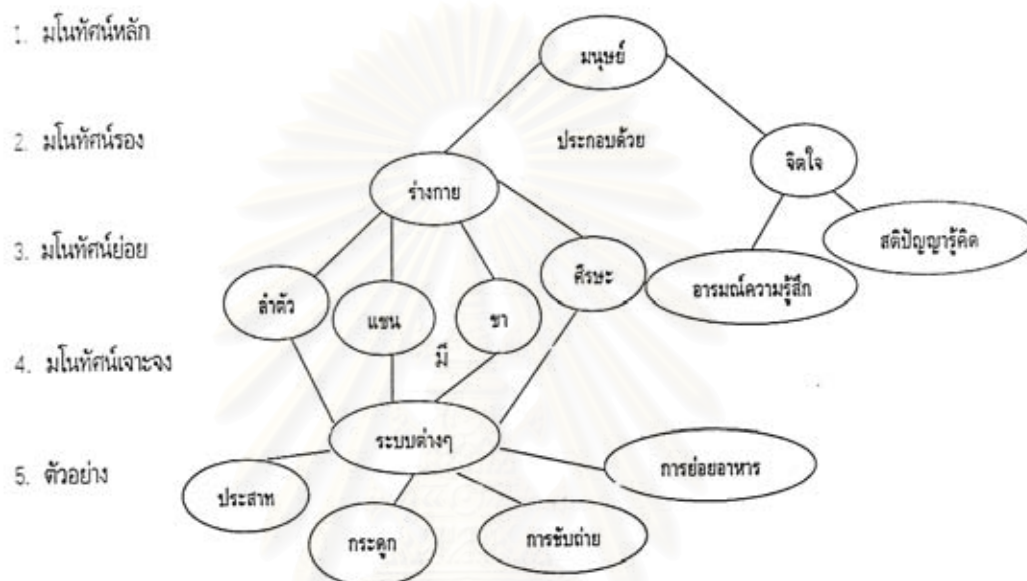 1. มโนทัศน์หลัก
มนุษย์
2. มโนทัศน์รอง
ประกอบด้วย
จิตใจ
ร่างกาย
3. มโนทัศน์ย่อย
สติปัญญารู้คิด
ศีรษะ
อารมณ์ความรู้สึก
ลำตัว
แขน
ขา
มี
4. มโนทัศน์เจาะจง
ระบบต่างๆ
5. ตัวอย่าง
การย่อยอาหาร
ประสาท
กระดูก
การขับถ่าย